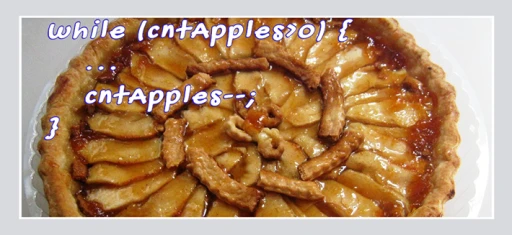 while (cntApples>0) {
...
cntApples--;
}